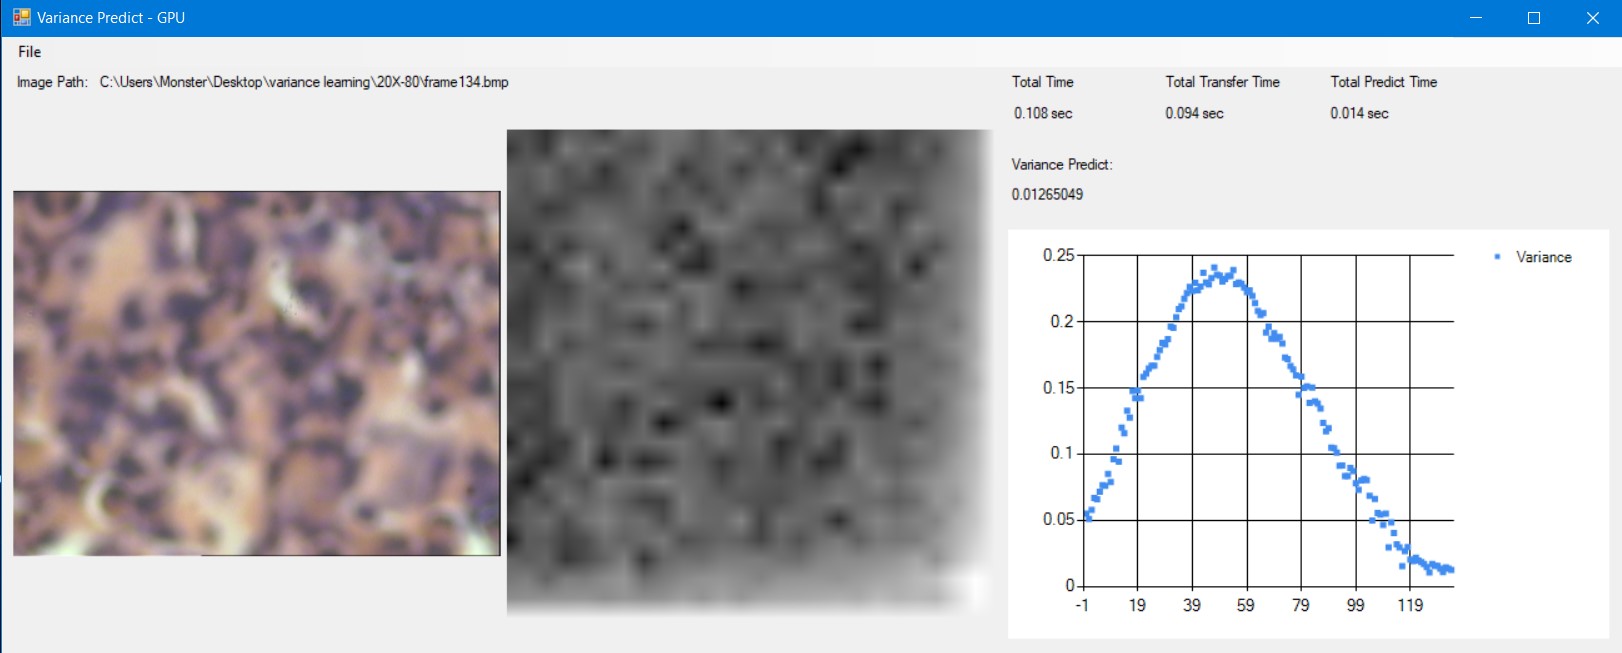 Variance Predict - GPU
File
Image Path: C:\Users\Monster\Desktop\variance learning\20X-80\frame134.bmp
Total Time Total Transfer Time Total Predict Time
0.108 sec 0.094 sec 0.014 sec
Variance Predict:
0.01265049
0.25
0.2
0.15
0.1
0.05
0
-1 19 39 59 79 99 119
Variance